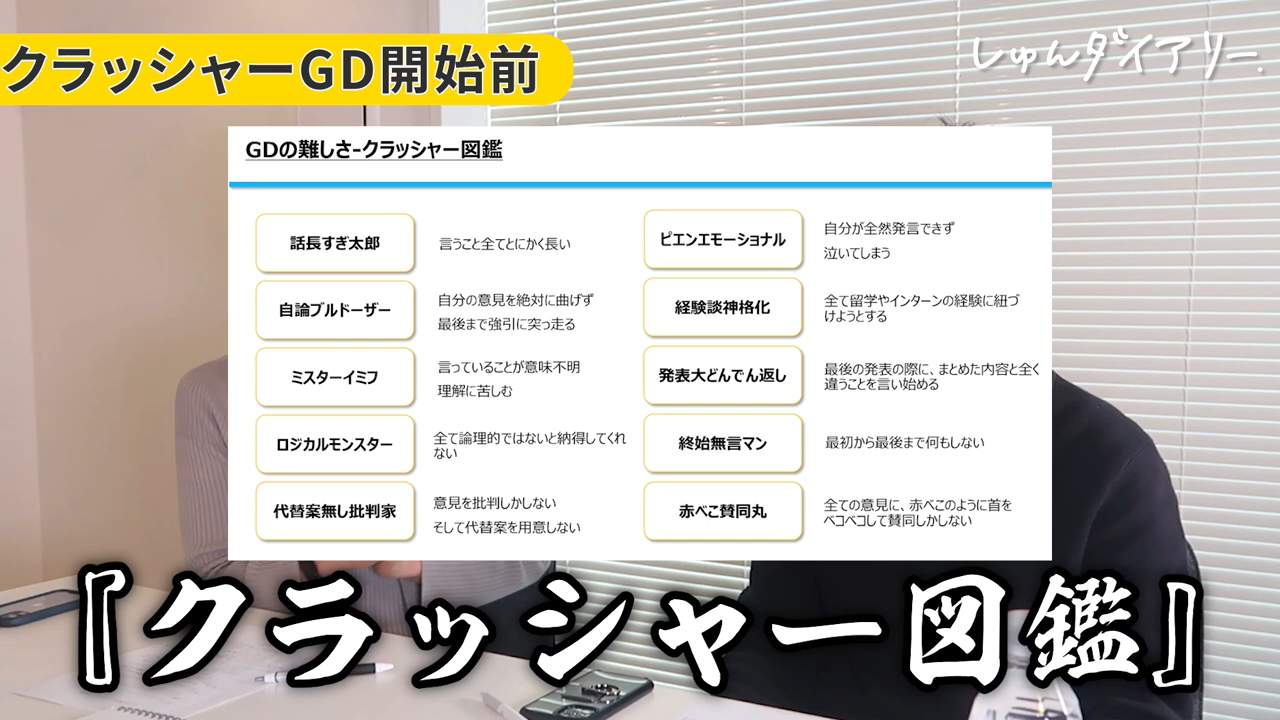 クラッシャーGD開始前
しゅんダイアリー.
GDの難しさ-クラッシャー図鑑
話長すぎ太郎
言うこと全てとにかく長い
自論ブルドーザー
自分の意見を絶対に曲げず
最後まで強引に突っ走る
ミスターイミフ
言っていることが意味不明
理解に苦しむ
ロジカルモンスター
全て論理的ではないと納得してくれ
ない
代替案無し批判家
意見を批判しかしない
そして代替案を用意しない
ピエンエモーショナル
自分が全然発言できず
泣いてしまう
経験談神格化
全て留学やインターンの経験に紐づ
けようとする
発表大どんでん返し
最後の発表の際に、まとめた内容と全く
違うことを言い始める
終始無言マン
最初から最後まで何もしない
赤べこ賛同丸
全ての意見に、赤べこのように首を
ペコペコして賛同しかしない
『クラッシャー図鑑』